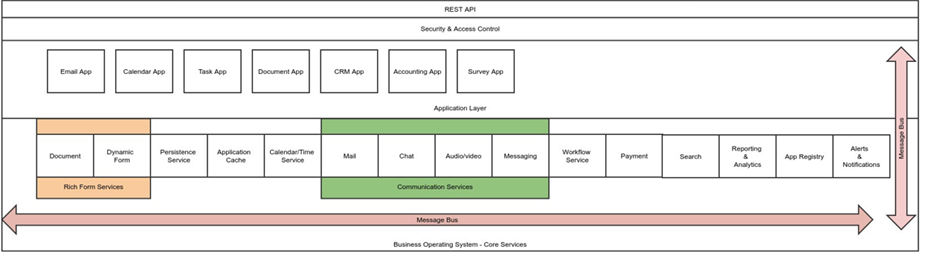 REST API
Security & Access Control
Email App
Calendar App
Task App
Document App
CRM App
Accounting App
Survey App
Application Layer
Message Bus
Document
Dynamic
Form
Persistence
Service
Application
Cache
Calendar/Time
Service
Mail
Chat
Audio/video
Messaging
Workflow
Service
Payment
Search
Reporting
&
Analytics
App Registry
Alerts
&
Notifications
Rich Form Services
Communication Services
Message Bus
Business Operating System - Core Services